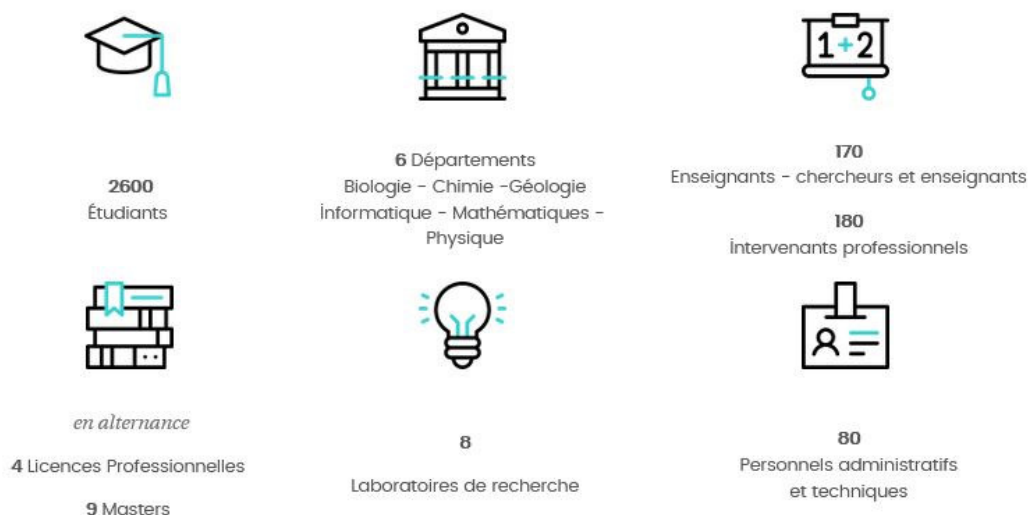 1+2
2600
Étudiants
6 Départements
Biologie - Chimie -Géologie
İnformatique - Mathématiques -
Physique
170
Enseignants - chercheurs et enseignants
180
İntervenants professionnels
en alternance
4 Licences Professionnelles
9 Masters
8
Laboratoires de recherche
80
Personnels administratifs
et techniques